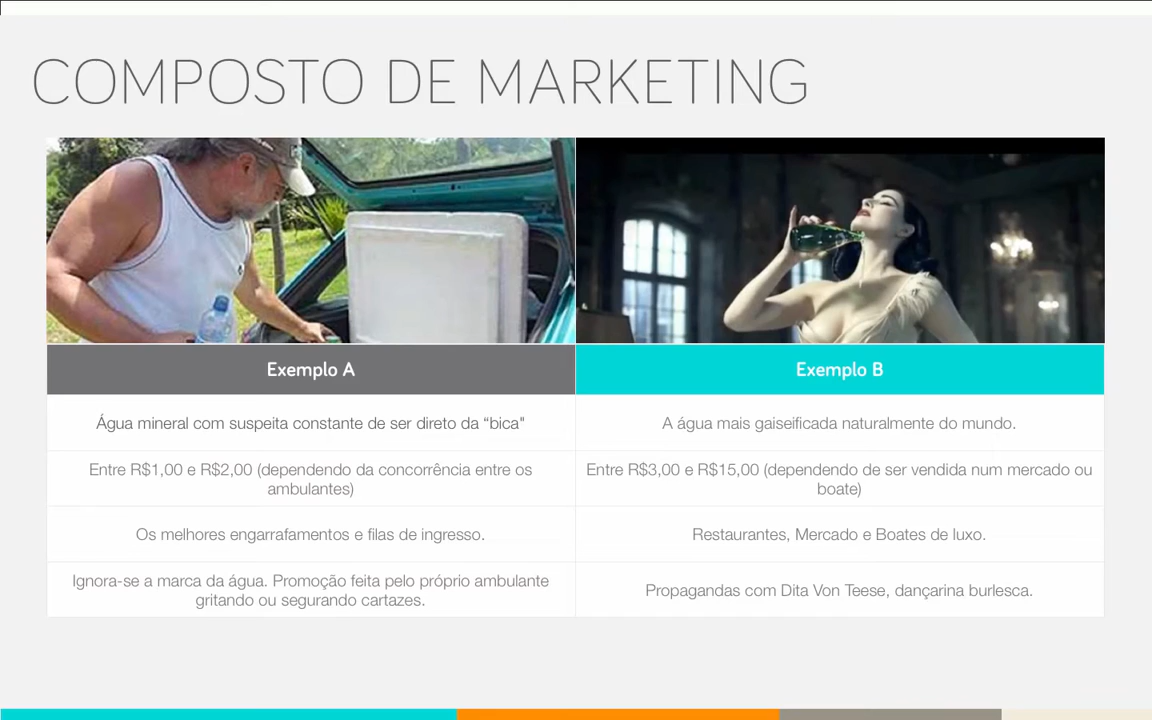 COMPOSTO DE MARKETING
Exemplo A
Exemplo B
Água mineral com suspeita constante de ser direto da “bica"
A água mais gaiseificada naturalmente do mundo.
Entre R$1,00 e R$2,00 (dependendo da concorrência entre os
ambulantes)
Entre R$3,00 e R$15,00 (dependendo de ser vendida num mercado ou
boate)
Os melhores engarrafamentos e filas de ingresso.
Restaurantes, Mercado e Boates de luxo.
Ignora-se a marca da água. Promoção feita pelo próprio ambulante
gritando ou segurando cartazes.
Propagandas com Dita Von Teese, dançarina burlesca.